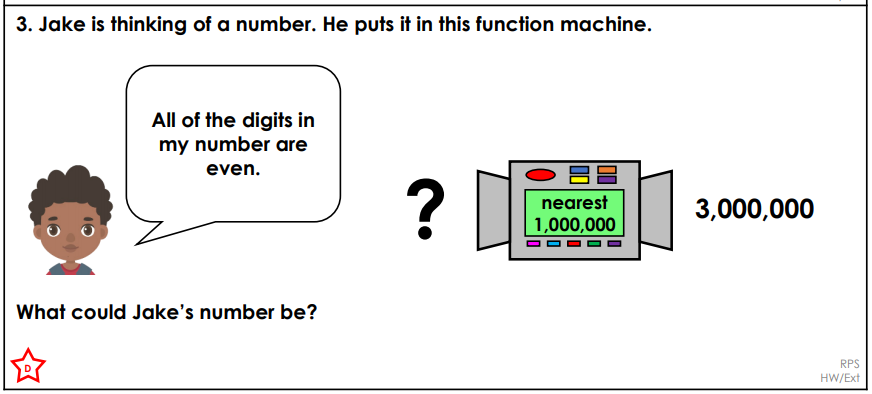 3. Jake is thinking of a number. He puts it in this function machine.
All of the digits in
my number are
even.
?
nearest
1,000,000
3,000,000
What could Jake’s number be?
D
RPS
HW/Ext